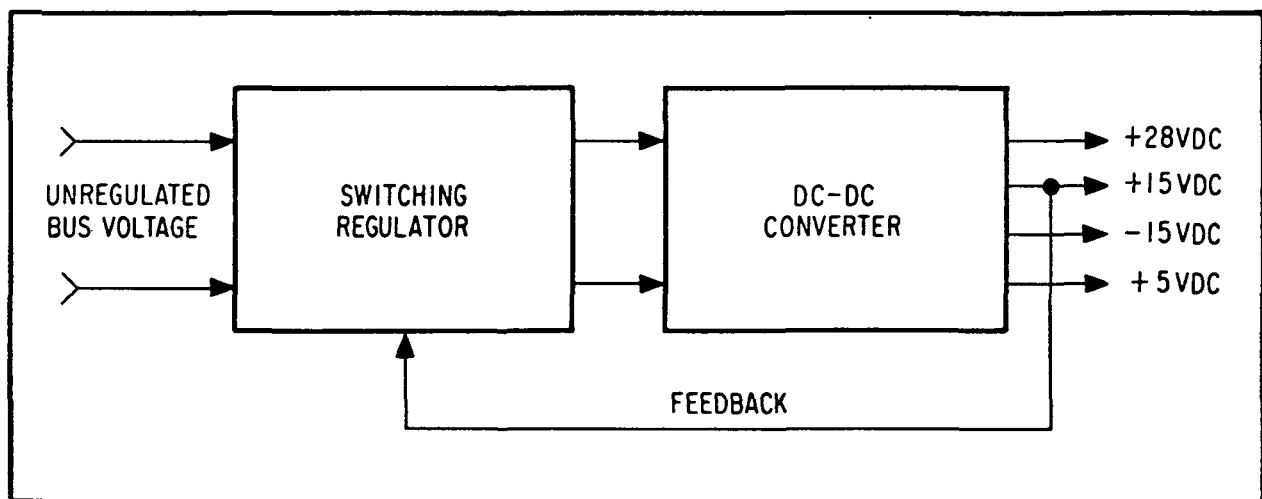 UNREGULATED
BUS VOLTAGE
SWITCHING
REGULATOR
DC-DC
CONVERTER
+28VDC
+15VDC
-15VDC
+5VDC
FEEDBACK